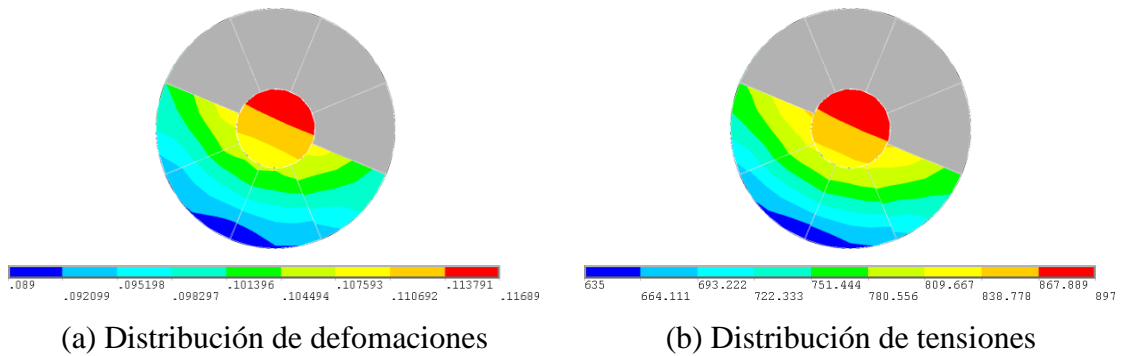 .089 .095198 .101396 .107593 .113791
.092099 .098297 .104494 .110692 .11689
635 693.222 751.444 809.667 867.889
664.111 722.333 780.556 838.778 897
(a) Distribución de defomaciones
(b) Distribución de tensiones